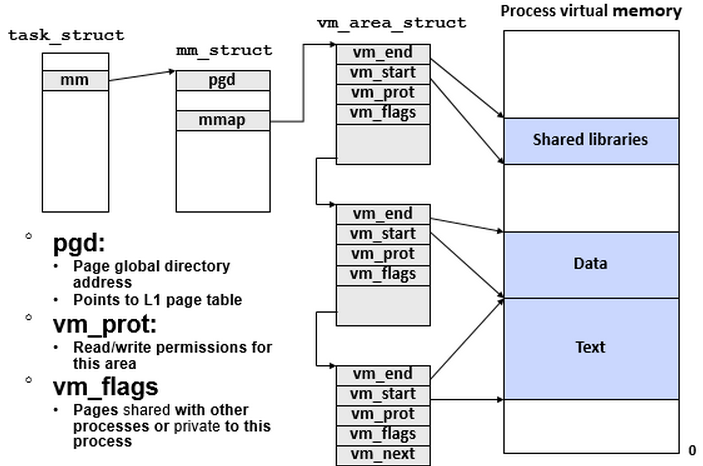 task_struct
mm
mm_struct
pgd
mmap
vm_area_struct
vm_end
vm_start
vm_prot
vm_flags
vm_end
vm_start
vm_prot
vm_flags
vm_end
vm_start
vm_prot
vm_flags
vm_next
Process virtual memory
Shared libraries
Data
Text
0
° pgd:
• Page global directory
address
• Points to L1 page table
° vm_prot:
• Read/write permissions for
this area
° vm_flags
• Pages shared with other
processes or private to this
process